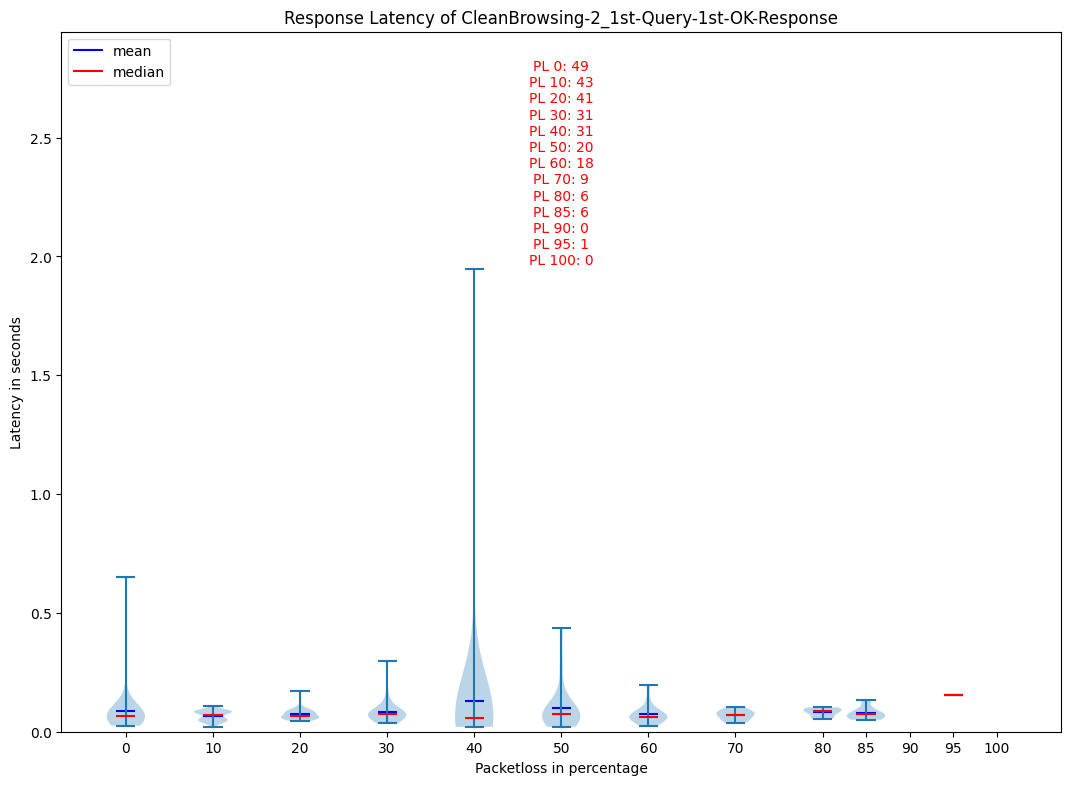 Response Latency of CleanBrowsing-2_1st-Query-1st-OK-Response
mean
median
PL 0: 49
PL 10: 43
PL 20: 41
PL 30: 31
PL 40: 31
PL 50: 20
PL 60: 18
PL 70: 9
PL 80: 6
PL 85: 6
PL 90: 0
PL 95: 1
PL 100: 0
Latency in seconds
2.5
2.0
1.5
1.0
0.5
0.0
0 10 20 30 40 50 60 70 80 85 90 95 100
Packetloss in percentage